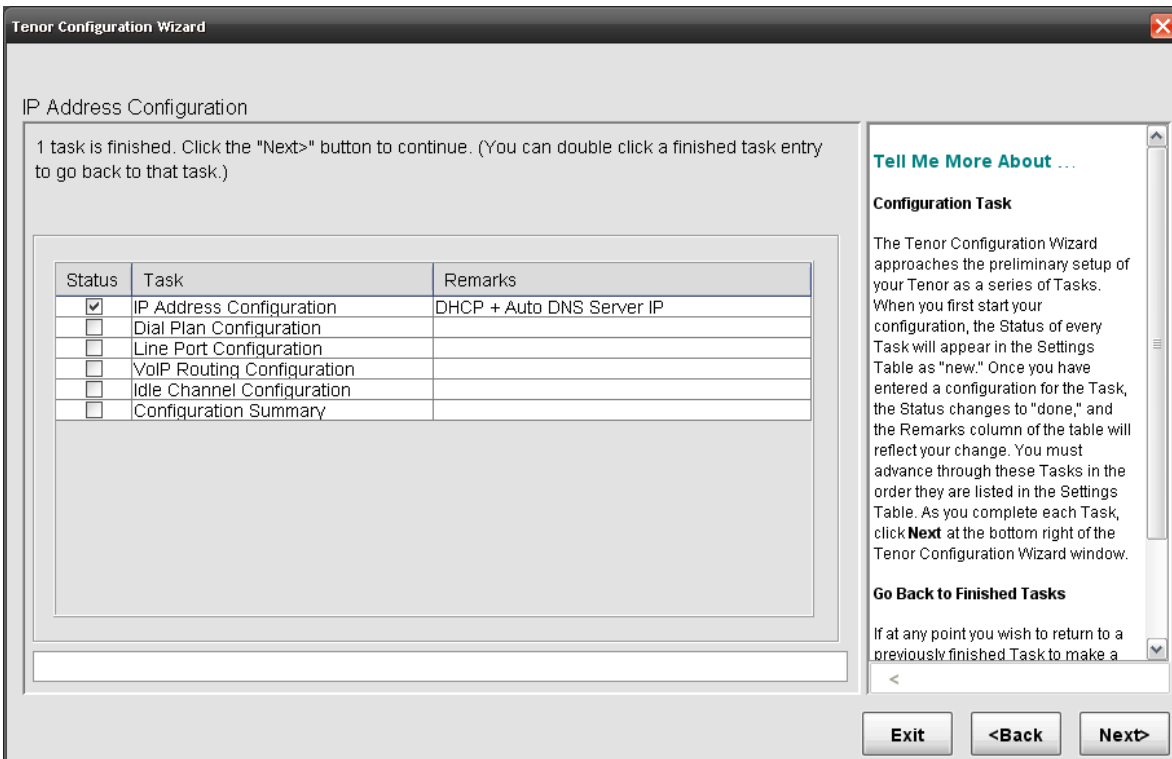 Tenor Configuration Wizard
IP Address Configuration
1 task is finished. Click the "Next>" button to continue. (You can double click a finished task entry
to go back to that task.)
Status Task Remarks
IP Address Configuration DHCP + Auto DNS Server IP
Dial Plan Configuration
Line Port Configuration
VoIP Routing Configuration
Idle Channel Configuration
Configuration Summary
Tell Me More About ...
Configuration Task
The Tenor Configuration Wizard
approaches the preliminary setup of
your Tenor as a series of Tasks.
When you first start your
configuration, the Status of every
Task will appear in the Settings
Table as "new." Once you have
entered a configuration for the Task,
the Status changes to "done," and
the Remarks column of the table will
reflect your change. You must
advance through these Tasks in the
order they are listed in the Settings
Table. As you complete each Task,
click Next at the bottom right of the
Tenor Configuration Wizard window.
Go Back to Finished Tasks
If at any point you wish to return to a
previously finished Task to make a
<
Exit <Back Next>